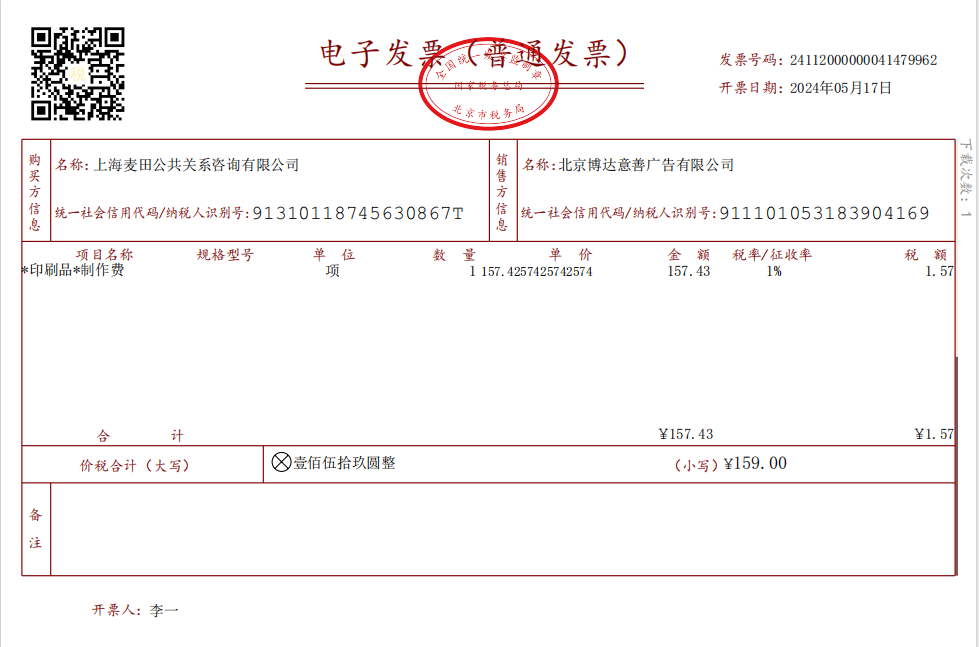 电子发票（普通发票）
全国统一发票监制章
国家税务总局
北京市税务局
发票号码：24112000000041479962
开票日期：2024年05月17日
下载次数：1
购买方信息
名称：上海麦田公共关系咨询有限公司
统一社会信用代码/纳税人识别号：91310118745630867T
销售方信息
名称：北京博达意善广告有限公司
统一社会信用代码/纳税人识别号：911101053183904169
项目名称 规格型号 单位 数量 单价 金额 税率/征收率 税额
*印刷品*制作费 项 1 157.4257425742574 157.43 1% 1.57
合计 ¥157.43 ¥1.57
价税合计（大写） ⊗壹佰伍拾玖圆整 （小写）¥159.00
备注
开票人：李一